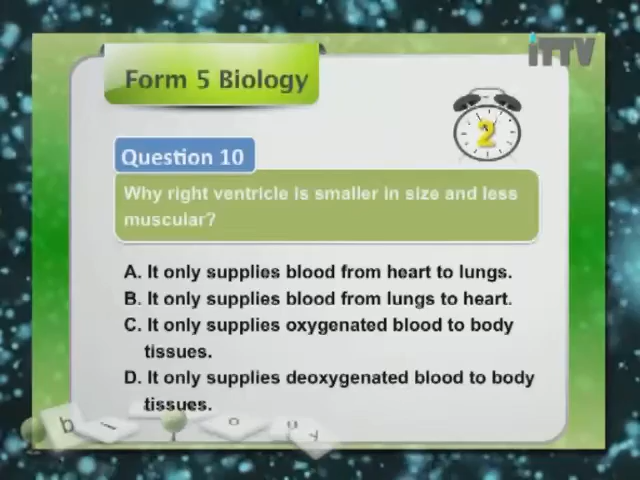 iTTV
Form 5 Biology
2
Question 10
Why right ventricle is smaller in size and less
muscular?
A. It only supplies blood from heart to lungs.
B. It only supplies blood from lungs to heart.
C. It only supplies oxygenated blood to body
tissues.
D. It only supplies deoxygenated blood to body
tissues.
b i o y